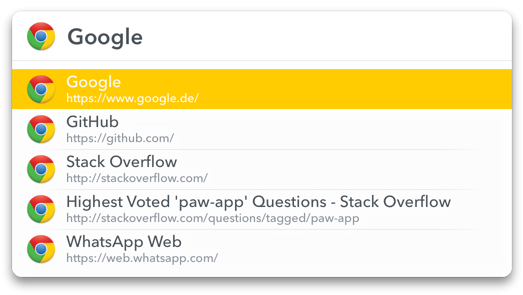 Google
Google
https://www.google.de/
GitHub
https://github.com/
Stack Overflow
http://stackoverflow.com/
Highest Voted 'paw-app' Questions - Stack Overflow
http://stackoverflow.com/questions/tagged/paw-app
WhatsApp Web
https://web.whatsapp.com/